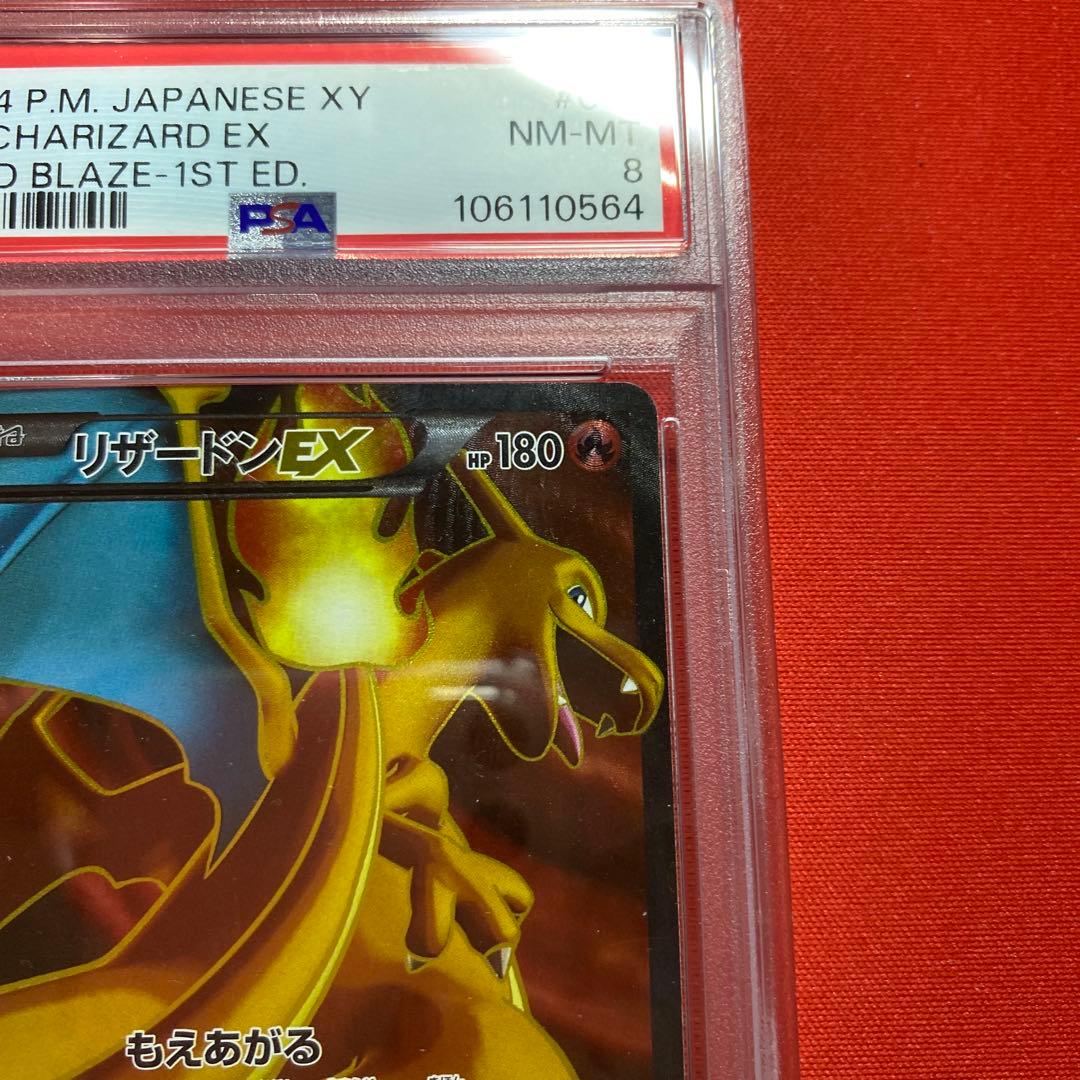 4 P.M. JAPANESE XY
CHARIZARD EX
NM-MT
D BLAZE-1ST ED.
8
PSA
106110564
リザードンEX
HP 180
もえあがる